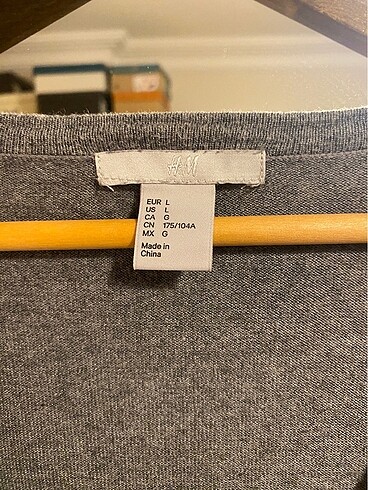 H&M
EUR L
US L
CA G
CN 175/104A
MX G
Made in
China